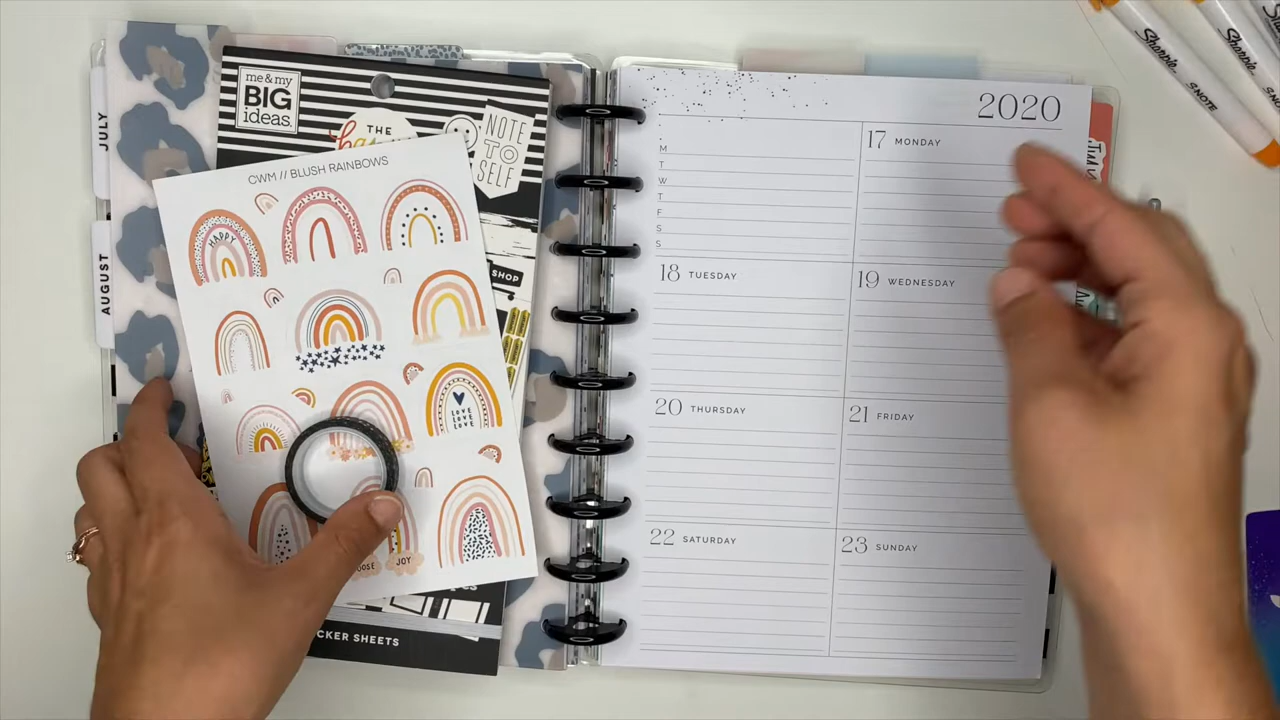 JULY
AUGUST
me & my
BIG
ideas.
THE
NOTE
TO
SELF
SHOP
CWM // BLUSH RAINBOWS
HAPPY
LOVE
LOVE
LOVE
JOY
CKER SHEETS
2020
M
T
W
T
F
S
S
17 MONDAY
18 TUESDAY
19 WEDNESDAY
20 THURSDAY
21 FRIDAY
22 SATURDAY
23 SUNDAY
Sharpie S·NOTE
Sharpie S·NOTE